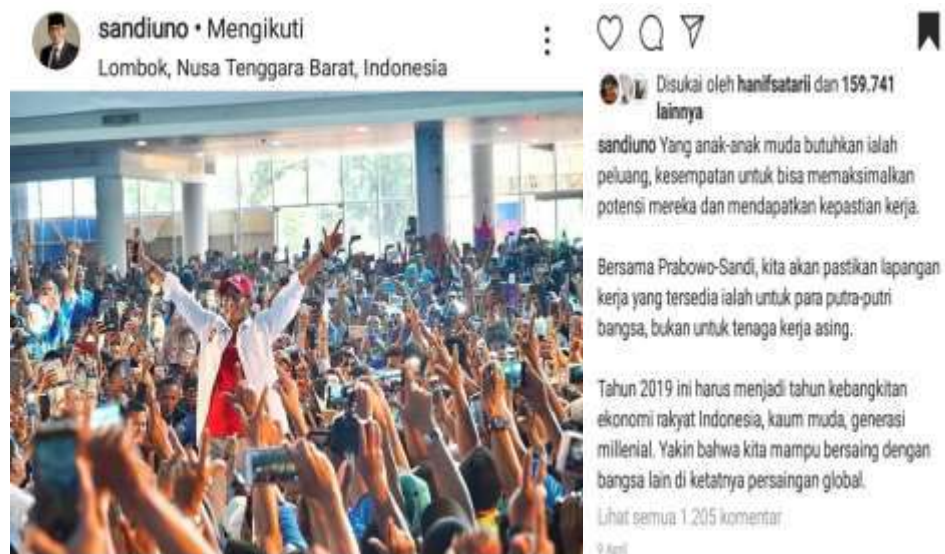 sandiuno • Mengikuti
Lombok, Nusa Tenggara Barat, Indonesia
Disukai oleh hanifsatarii dan 159.741
lainnya
sandiuno Yang anak-anak muda butuhkan ialah
peluang, kesempatan untuk bisa memaksimalkan
potensi mereka dan mendapatkan kepastian kerja.
Bersama Prabowo-Sandi, kita akan pastikan lapangan
kerja yang tersedia ialah untuk para putra-putri
bangsa, bukan untuk tenaga kerja asing.
Tahun 2019 ini harus menjadi tahun kebangkitan
ekonomi rakyat Indonesia, kaum muda, generasi
millenial. Yakin bahwa kita mampu bersaing dengan
bangsa lain di ketatnya persaingan global.
Lihat semua 1.205 komentar
9 April